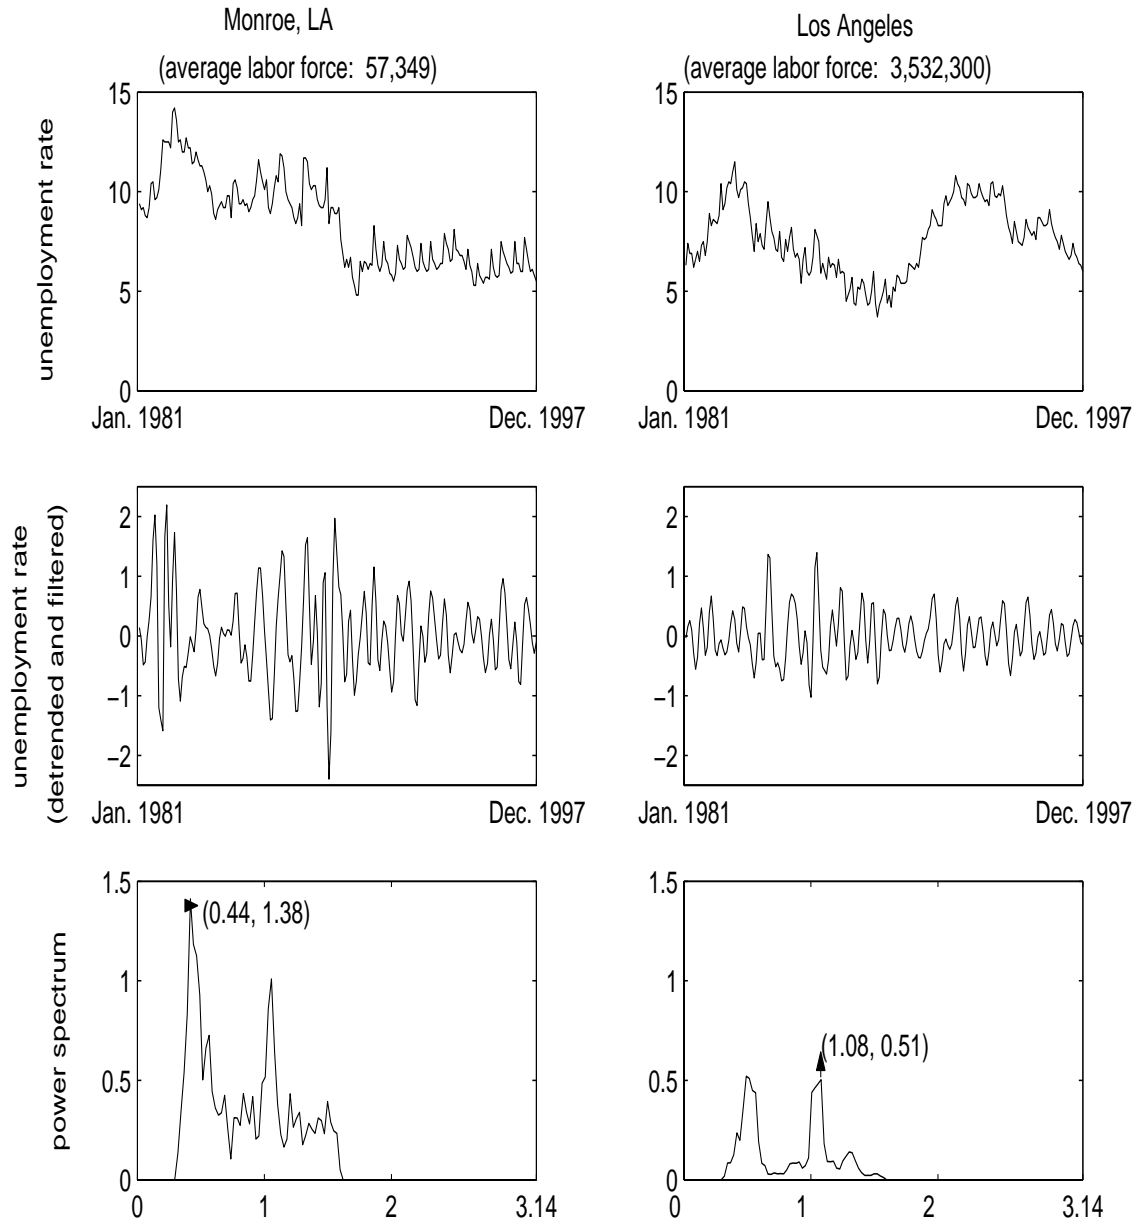 Monroe, LA
(average labor force: 57,349)
Los Angeles
(average labor force: 3,532,300)
unemployment rate
15
10
5
0
Jan. 1981
Dec. 1997
15
10
5
0
Jan. 1981
Dec. 1997
unemployment rate
(detrended and filtered)
2
1
0
−1
−2
Jan. 1981
Dec. 1997
2
1
0
−1
−2
Jan. 1981
Dec. 1997
power spectrum
1.5
1
0.5
0
(0.44, 1.38)
0
1
2
3.14
1.5
1
0.5
0
(1.08, 0.51)
0
1
2
3.14